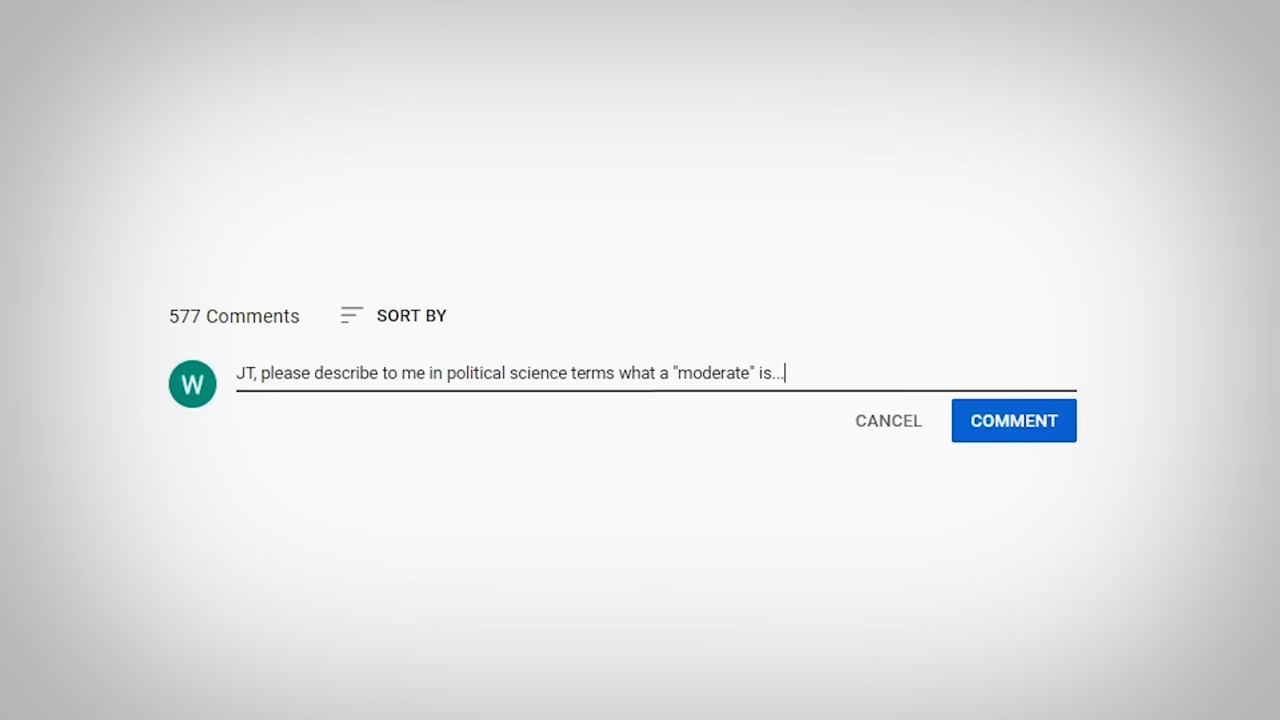 577 Comments SORT BY
W
JT, please describe to me in political science terms what a "moderate" is...
CANCEL COMMENT